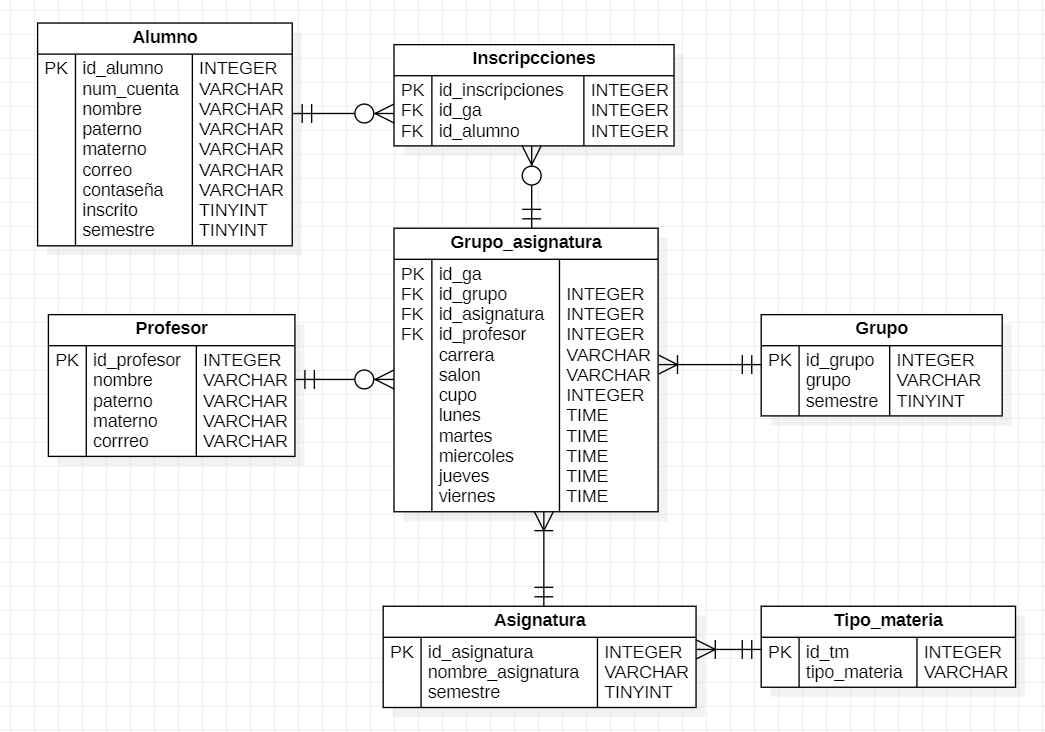 Alumno
PK id_alumno INTEGER
num_cuenta VARCHAR
nombre VARCHAR
paterno VARCHAR
materno VARCHAR
correo VARCHAR
contaseña VARCHAR
inscrito TINYINT
semestre TINYINT
Inscripcciones
PK id_inscripciones INTEGER
FK id_ga INTEGER
FK id_alumno INTEGER
Grupo_asignatura
PK id_ga
FK id_grupo INTEGER
FK id_asignatura INTEGER
FK id_profesor INTEGER
carrera VARCHAR
salon VARCHAR
cupo INTEGER
lunes TIME
martes TIME
miercoles TIME
jueves TIME
viernes TIME
Profesor
PK id_profesor INTEGER
nombre VARCHAR
paterno VARCHAR
materno VARCHAR
corrreo VARCHAR
Grupo
PK id_grupo INTEGER
grupo VARCHAR
semestre TINYINT
Asignatura
PK id_asignatura INTEGER
nombre_asignatura VARCHAR
semestre TINYINT
Tipo_materia
PK id_tm INTEGER
tipo_materia VARCHAR